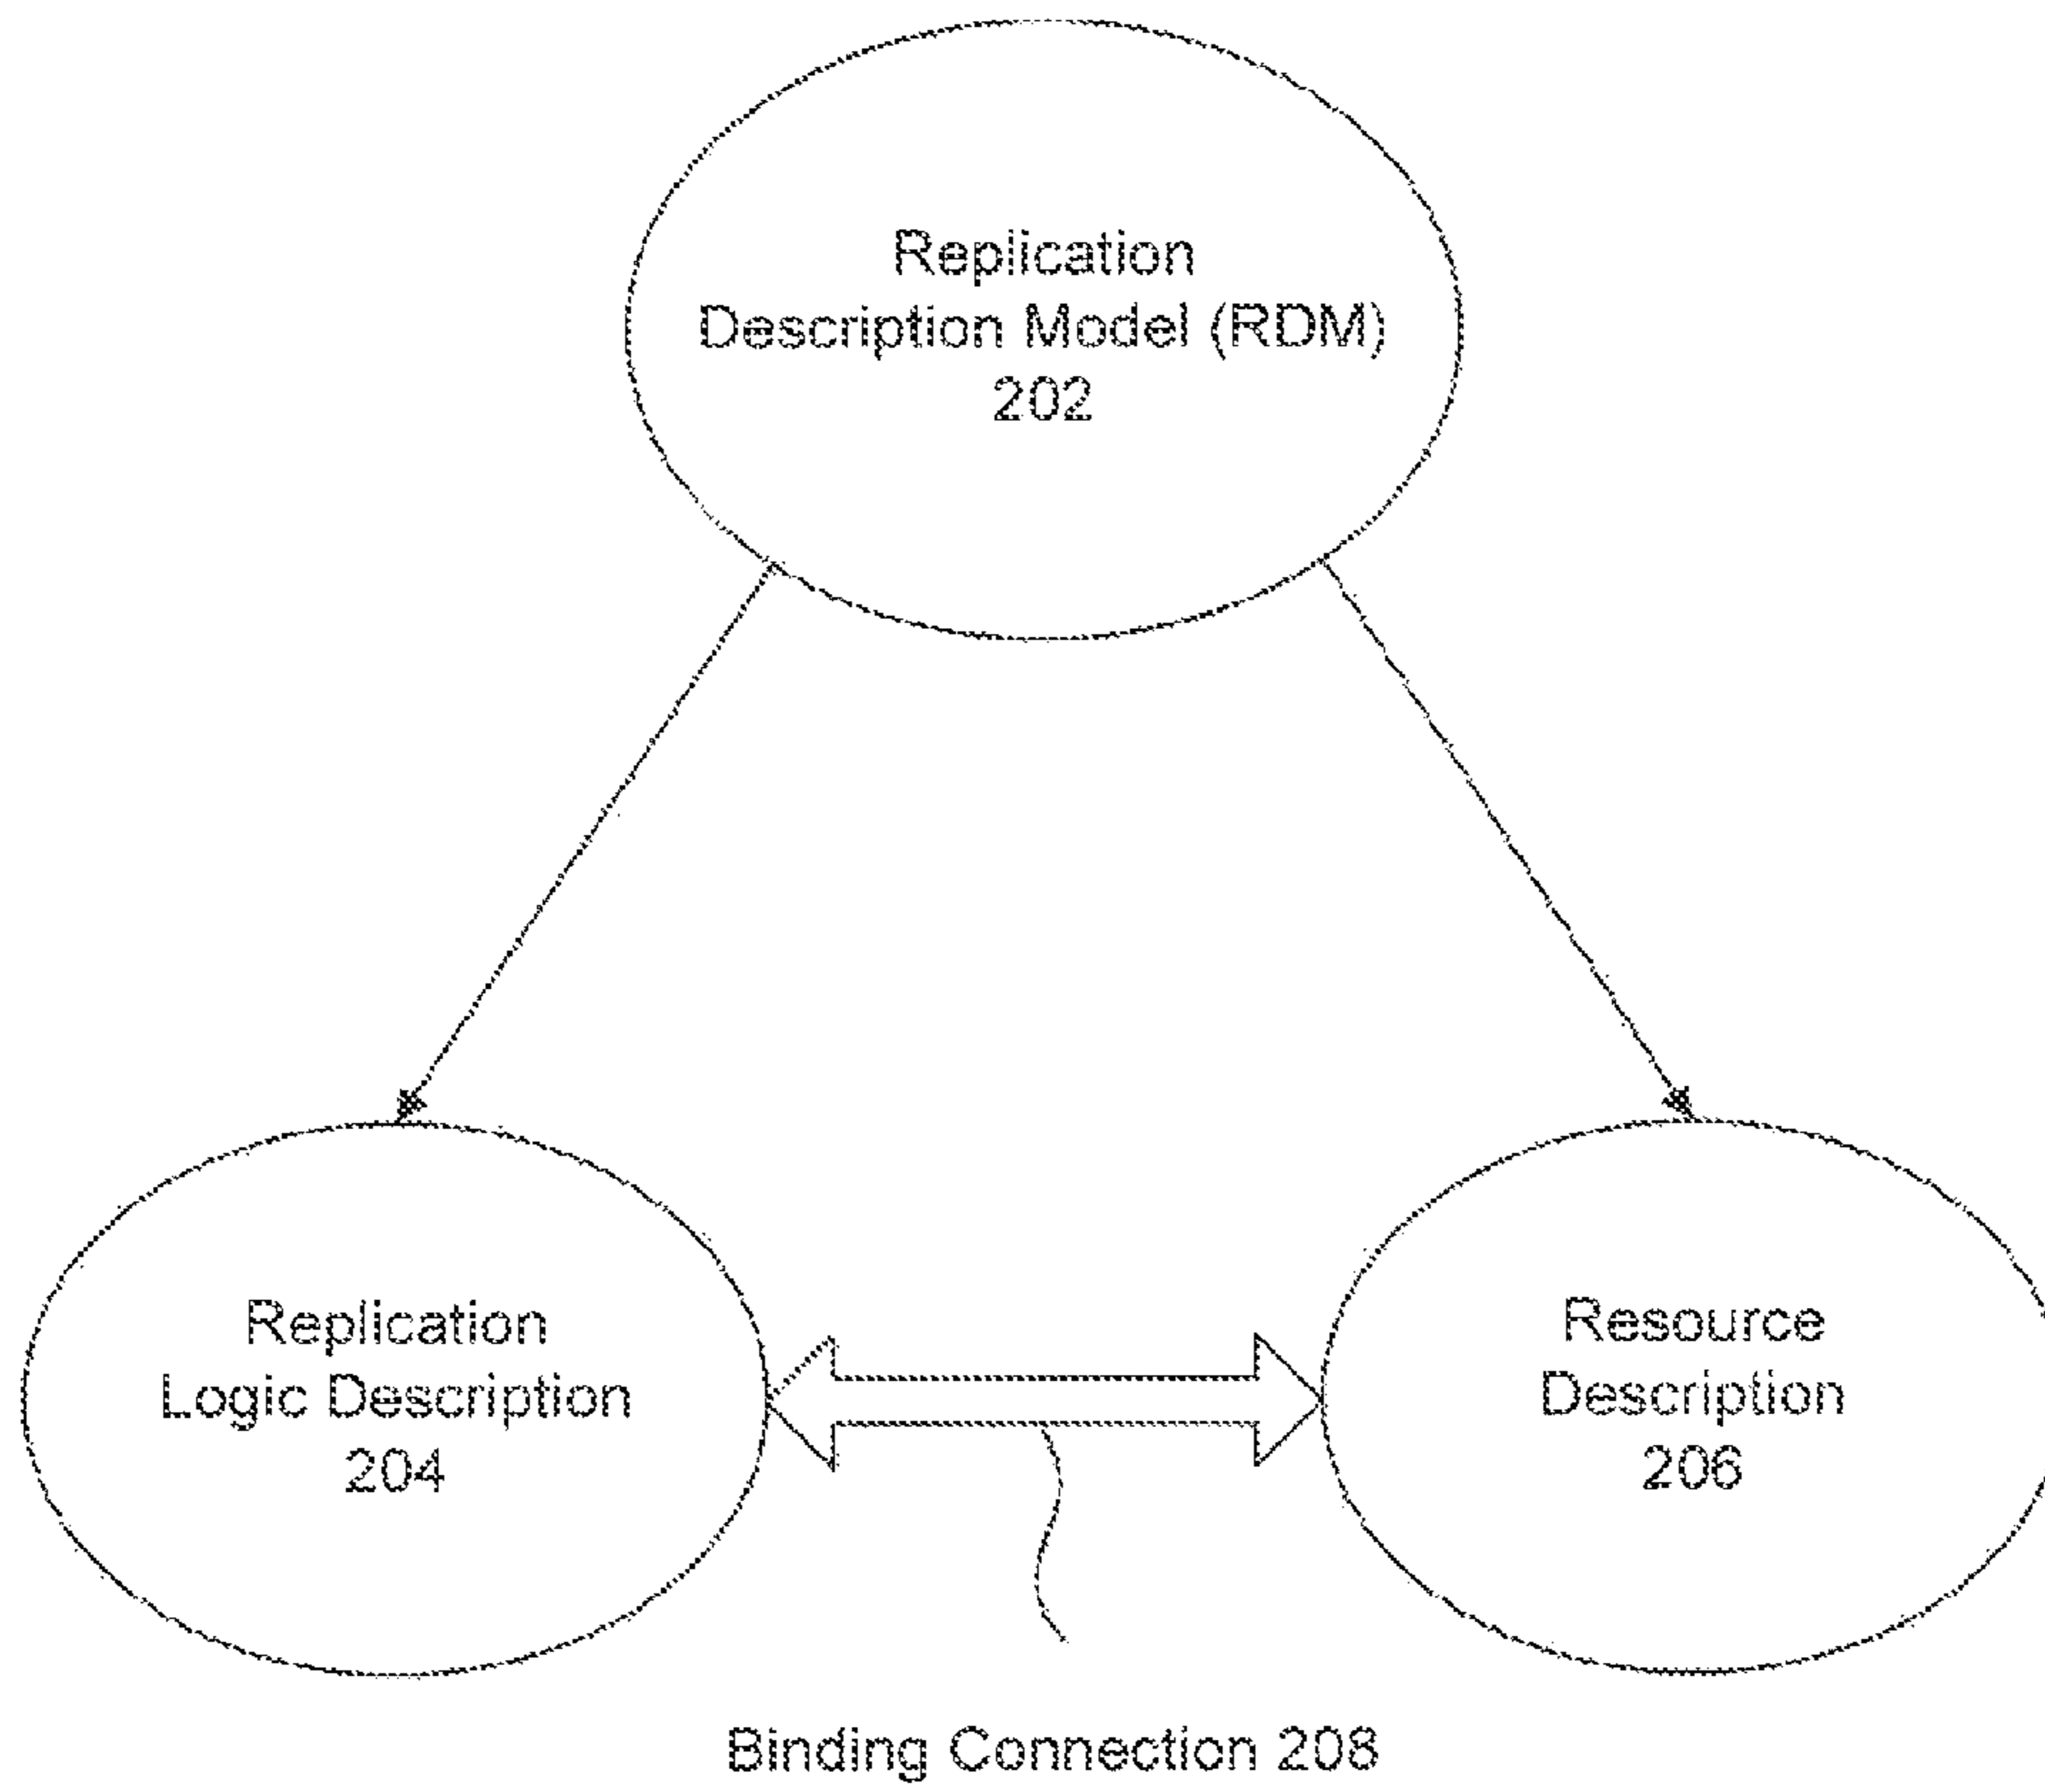 Replication
Description Model (RDM)
202
Replication
Logic Description
204
Resource
Description
206
Binding Connection 208